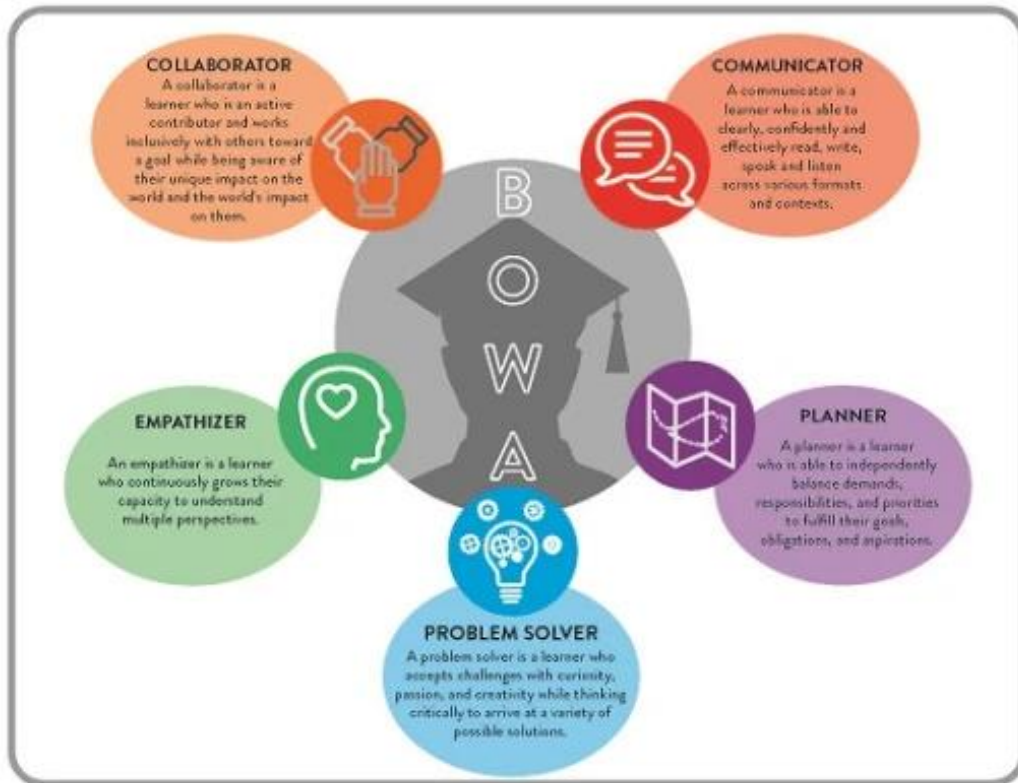 COLLABORATOR
A collaborator is a
learner who is an active
contributor and works
inclusively with others toward
a goal while being aware of
their unique impact on the
world and the world's impact
on them.
COMMUNICATOR
A communicator is a
learner who is able to
clearly, confidently and
effectively read, write,
speak and listen
across various formats
and contexts.
B
O
W
A
EMPATHIZER
An empathizer is a learner
who continuously grows their
capacity to understand
multiple perspectives.
PLANNER
A planner is a learner
who is able to independently
balance demands,
responsibilities, and priorities
to fulfill their goals,
obligations, and aspirations.
PROBLEM SOLVER
A problem solver is a learner who
accepts challenges with curiosity,
passion, and creativity while thinking
critically to arrive at a variety of
possible solutions.